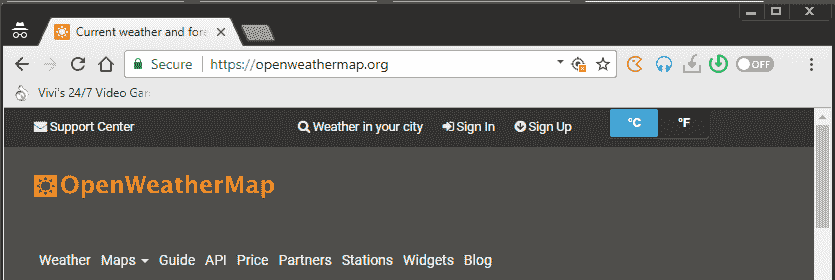 Current weather and fore
Secure https://openweathermap.org OFF
Vivi's 24/7 Video Gar
Support Center Weather in your city Sign In Sign Up °C °F
OpenWeatherMap
Weather Maps Guide API Price Partners Stations Widgets Blog